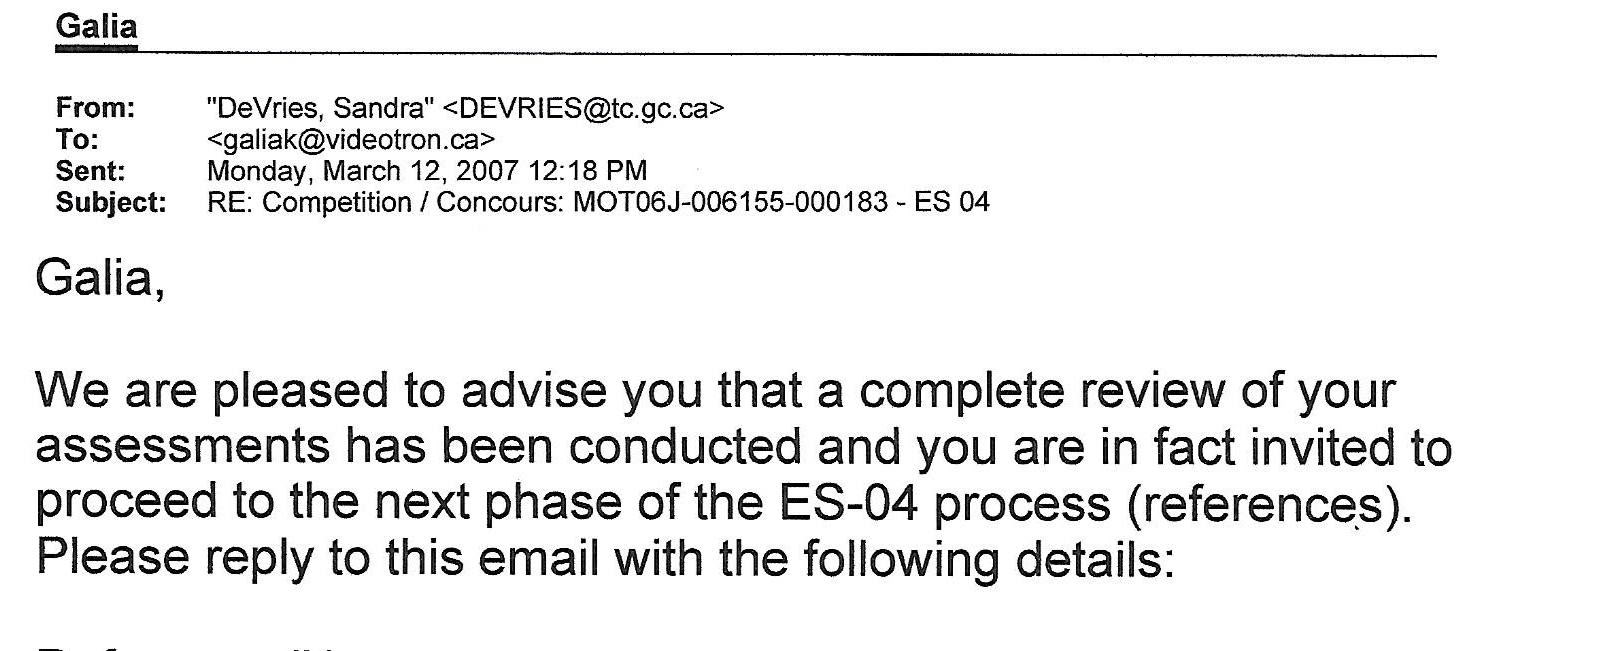 Galia
From: "DeVries, Sandra" <DEVRIES@tc.gc.ca>
To: <galiak@videotron.ca>
Sent: Monday, March 12, 2007 12:18 PM
Subject: RE: Competition / Concours: MOT06J-006155-000183 - ES 04
Galia,
We are pleased to advise you that a complete review of your
assessments has been conducted and you are in fact invited to
proceed to the next phase of the ES-04 process (references).
Please reply to this email with the following details: